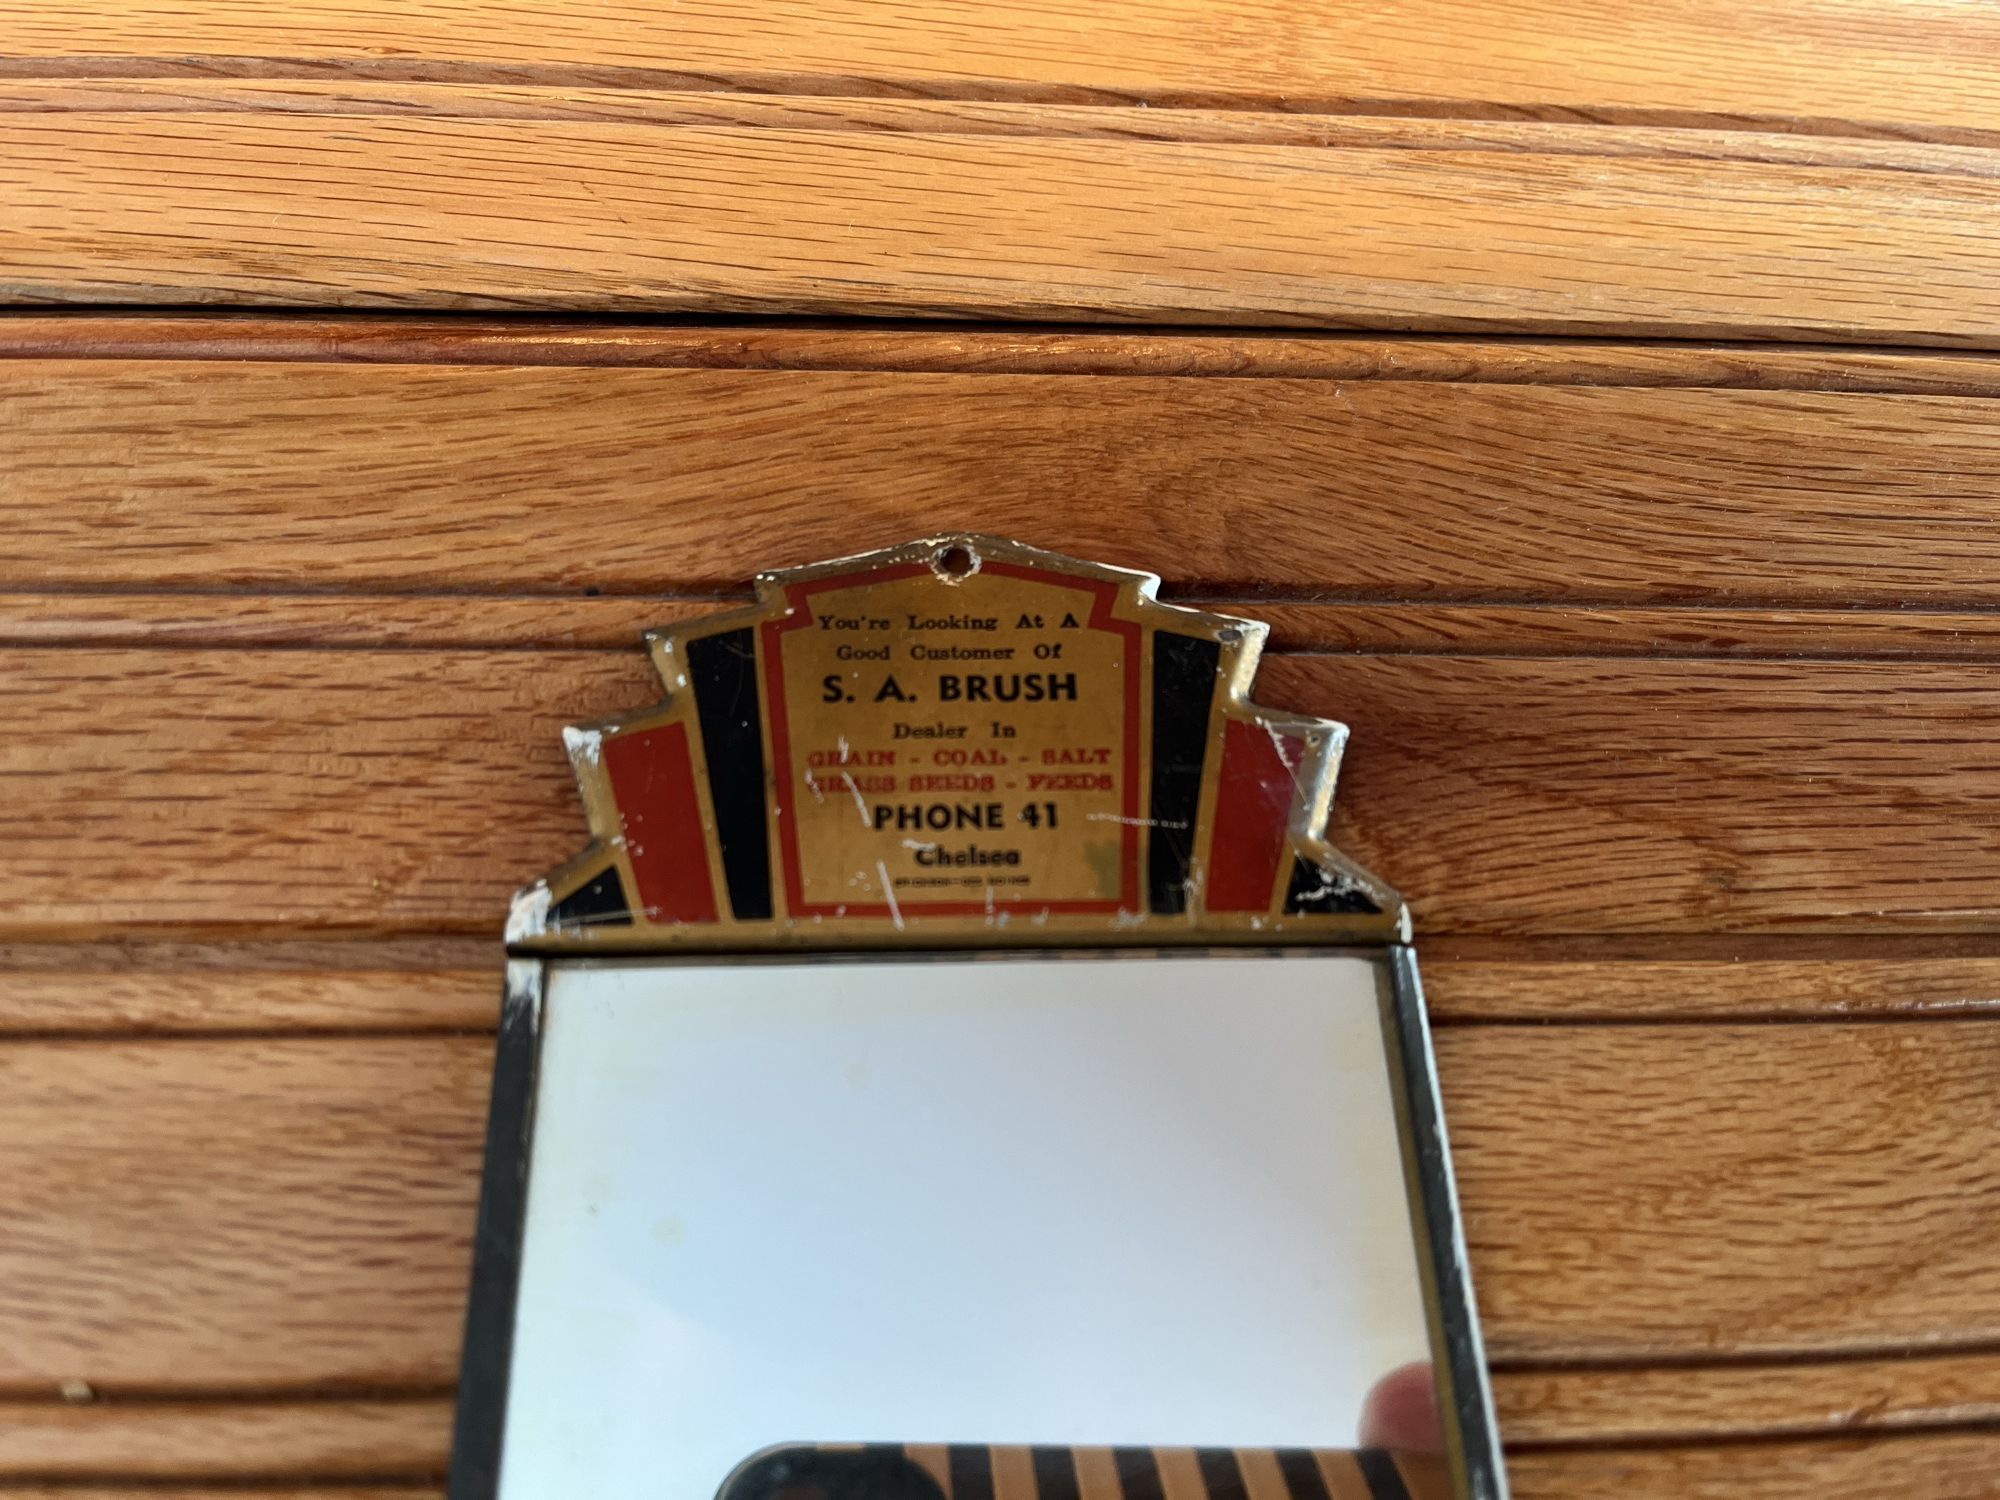 You're Looking At A
Good Customer Of
S. A. BRUSH
Dealer In
GRAIN - COAL - SALT
GRASS SEEDS - FEEDS
PHONE 41
Chelsea